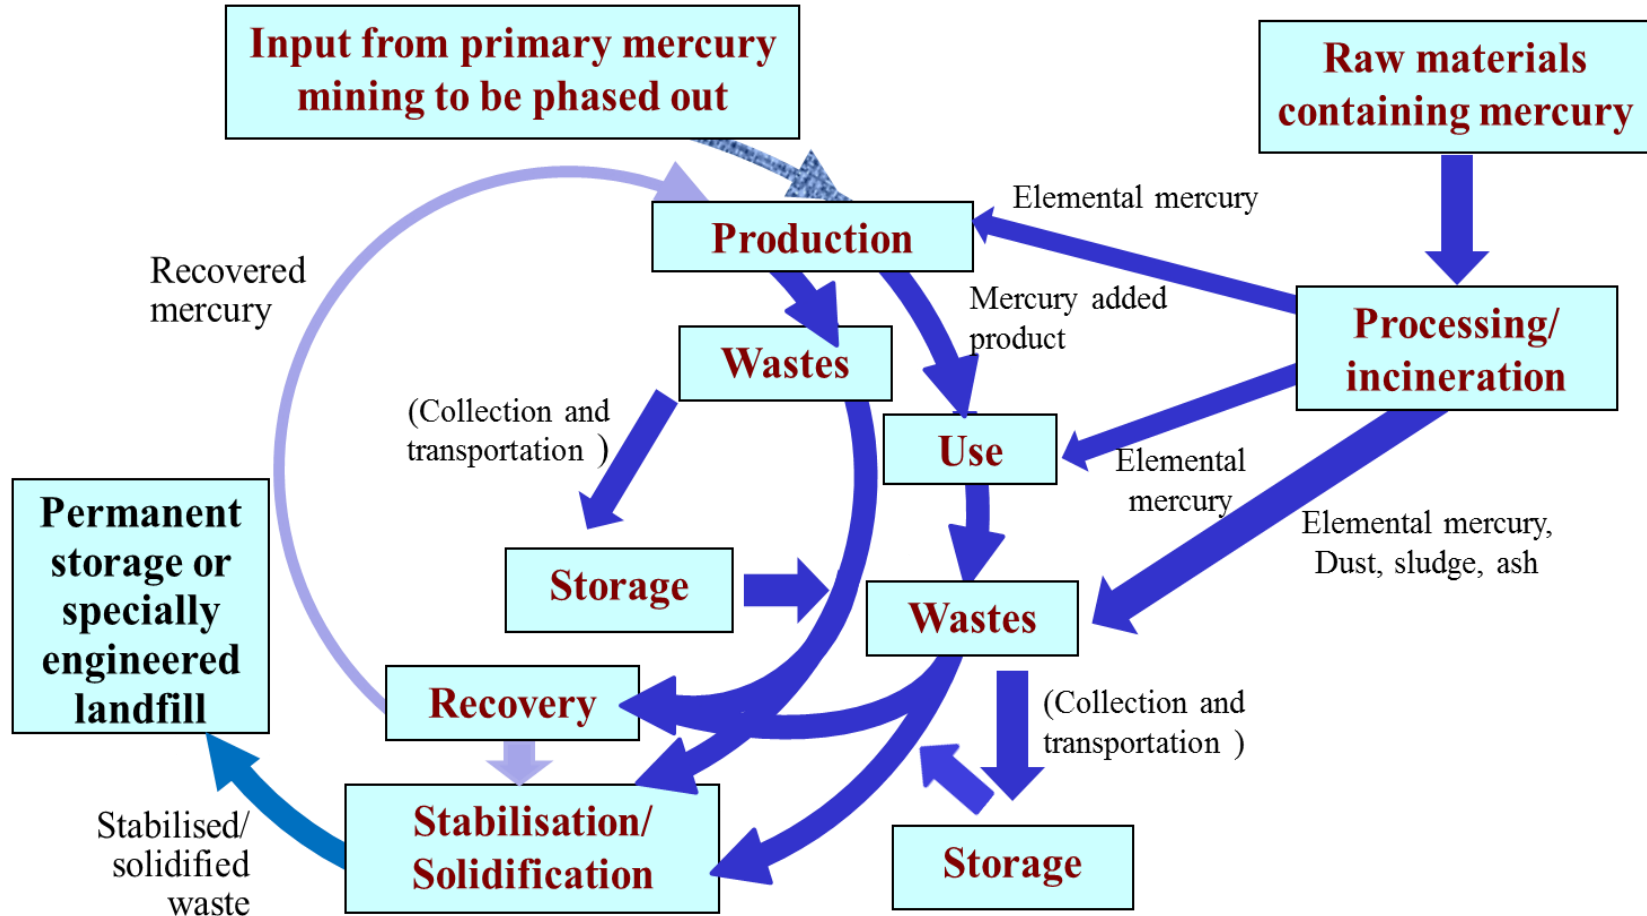 Input from primary mercury
mining to be phased out
Raw materials
containing mercury
Elemental mercury
Production
Recovered
mercury
Mercury added
product
Processing/
incineration
Wastes
(Collection and
transportation )
Use
Elemental
mercury
Permanent
storage or
specially
engineered
landfill
Elemental mercury,
Dust, sludge, ash
Storage
Wastes
Recovery
(Collection and
transportation )
Stabilisation/
Solidification
Stabilised/
solidified
waste
Storage